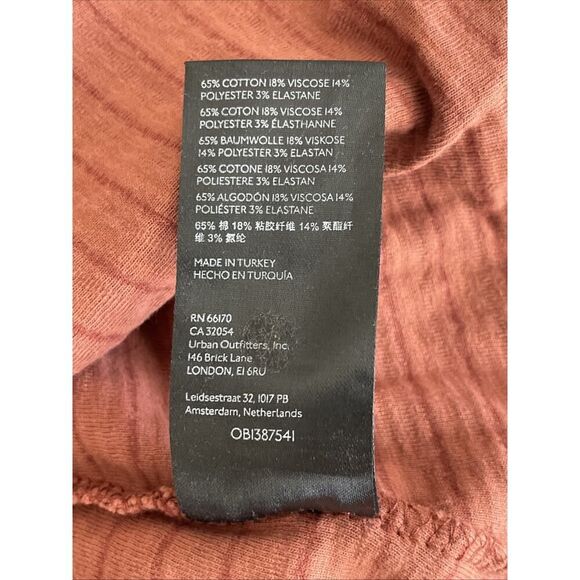 65% COTTON 18% VISCOSE 14%
POLYESTER 3% ELASTANE
65% COTON 18% VISCOSE 14%
POLYESTER 3% ÉLASTHANNE
65% BAUMWOLLE 18% VISKOSE
14% POLYESTER 3% ELASTAN
65% COTONE 18% VISCOSA 14%
POLIESTERE 3% ELASTANE
65% ALGODÓN 18% VISCOSA 14%
POLIÉSTER 3% ELASTANE
65% 棉 18% 粘胶纤维 14% 聚酯纤
维 3% 氨纶
MADE IN TURKEY
HECHO EN TURQUÍA
RN 66170
CA 32054
Urban Outfitters, Inc.
146 Brick Lane
LONDON, E1 6RU
Leidsestraat 32, 1017 PB
Amsterdam, Netherlands
OB1387541